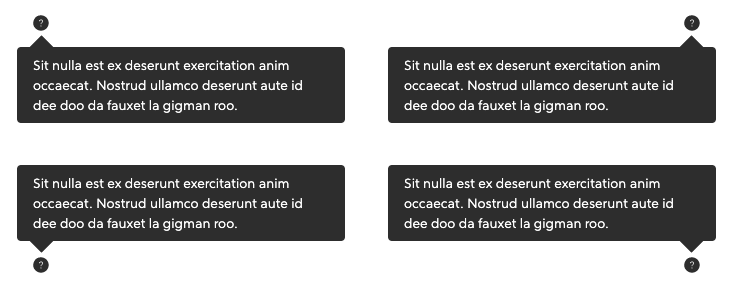 ?
Sit nulla est ex deserunt exercitation anim
occaecat. Nostrud ullamco deserunt aute id
dee doo da fauxet la gigman roo.
?
Sit nulla est ex deserunt exercitation anim
occaecat. Nostrud ullamco deserunt aute id
dee doo da fauxet la gigman roo.
Sit nulla est ex deserunt exercitation anim
occaecat. Nostrud ullamco deserunt aute id
dee doo da fauxet la gigman roo.
?
Sit nulla est ex deserunt exercitation anim
occaecat. Nostrud ullamco deserunt aute id
dee doo da fauxet la gigman roo.
?